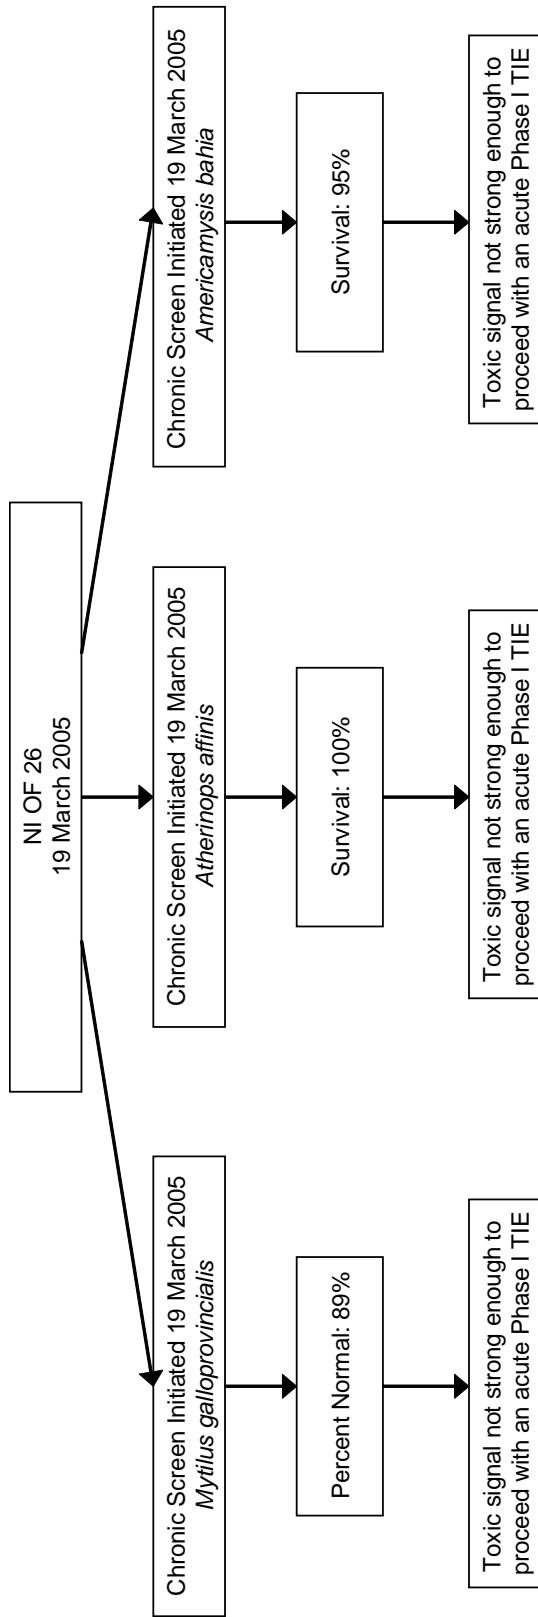 NI OF 26
19 March 2005
Chronic Screen Initiated 19 March 2005
Mytilus galloprovincialis
Percent Normal: 89%
Toxic signal not strong enough to
proceed with an acute Phase I TIE
Chronic Screen Initiated 19 March 2005
Atherinops affinis
Survival: 100%
Toxic signal not strong enough to
proceed with an acute Phase I TIE
Chronic Screen Initiated 19 March 2005
Americamysis bahia
Survival: 95%
Toxic signal not strong enough to
proceed with an acute Phase I TIE